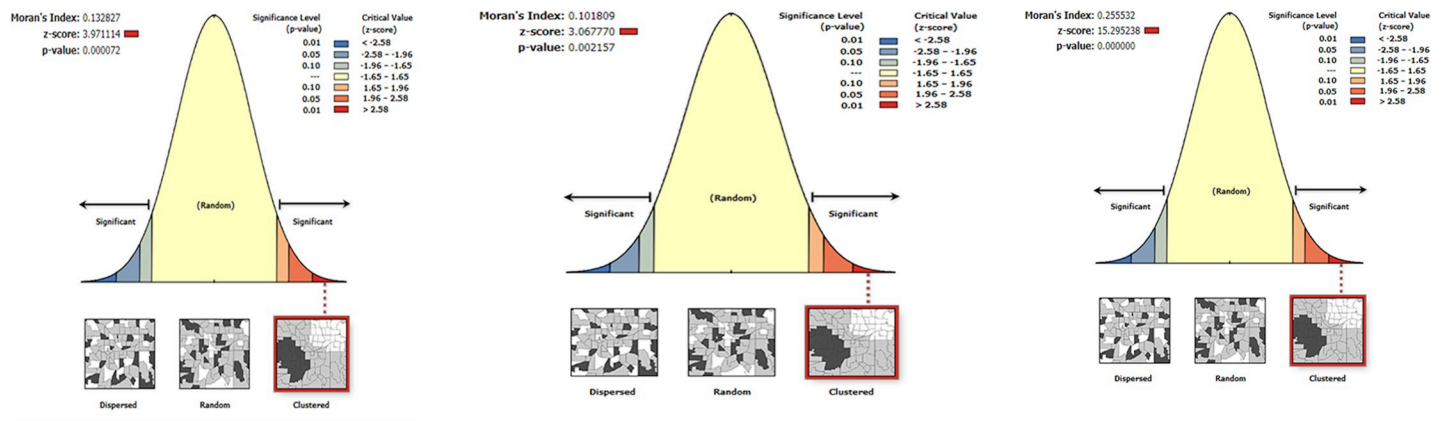 Moran's Index: 0.132827
z-score: 3.971114
p-value: 0.000072
Significance Level
(p-value)
Critical Value
(z-score)
0.01 < -2.58
0.05 -2.58 – -1.96
0.10 -1.96 – -1.65
--- -1.65 – 1.65
0.10 1.65 – 1.96
0.05 1.96 – 2.58
0.01 > 2.58
Significant
(Random)
Significant
Dispersed
Random
Clustered
Moran's Index: 0.101809
z-score: 3.067770
p-value: 0.002157
Significance Level
(p-value)
Critical Value
(z-score)
0.01 < -2.58
0.05 -2.58 – -1.96
0.10 -1.96 – -1.65
--- -1.65 – 1.65
0.10 1.65 – 1.96
0.05 1.96 – 2.58
0.01 > 2.58
Significant
(Random)
Significant
Dispersed
Random
Clustered
Moran's Index: 0.255532
z-score: 15.295238
p-value: 0.000000
Significance Level
(p-value)
Critical Value
(z-score)
0.01 < -2.58
0.05 -2.58 – -1.96
0.10 -1.96 – -1.65
--- -1.65 – 1.65
0.10 1.65 – 1.96
0.05 1.96 – 2.58
0.01 > 2.58
Significant
(Random)
Significant
Dispersed
Random
Clustered